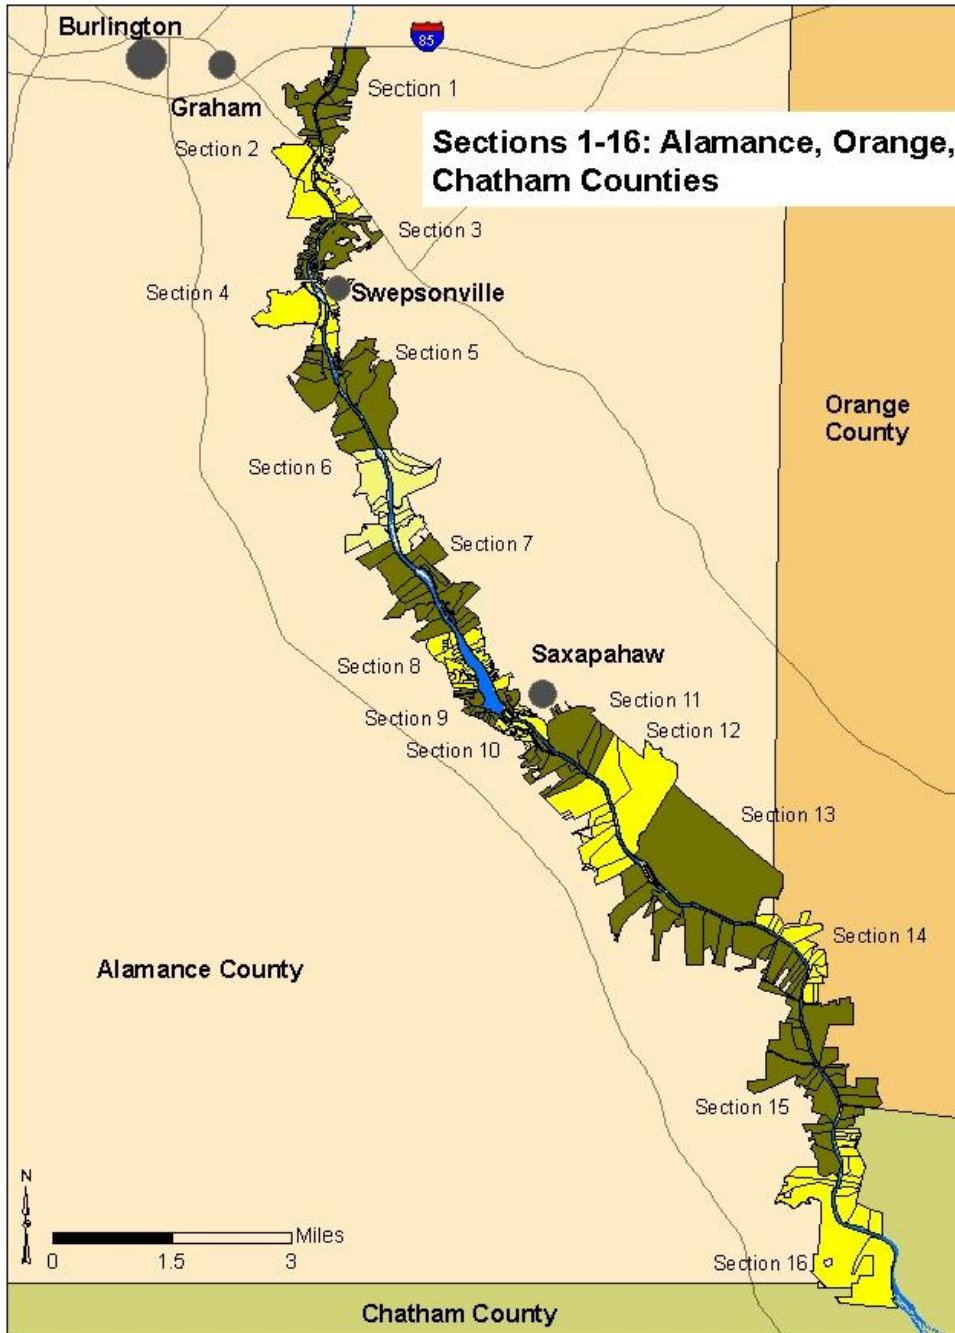 Burlington
85
Graham
Section 1
Sections 1-16: Alamance, Orange,
Chatham Counties
Section 2
Section 3
Section 4
Swepsonville
Section 5
Orange
County
Section 6
Section 7
Saxapahaw
Section 8
Section 11
Section 9
Section 12
Section 10
Section 13
Section 14
Alamance County
Section 15
N
Miles
0 1.5 3
Section 16
Chatham County